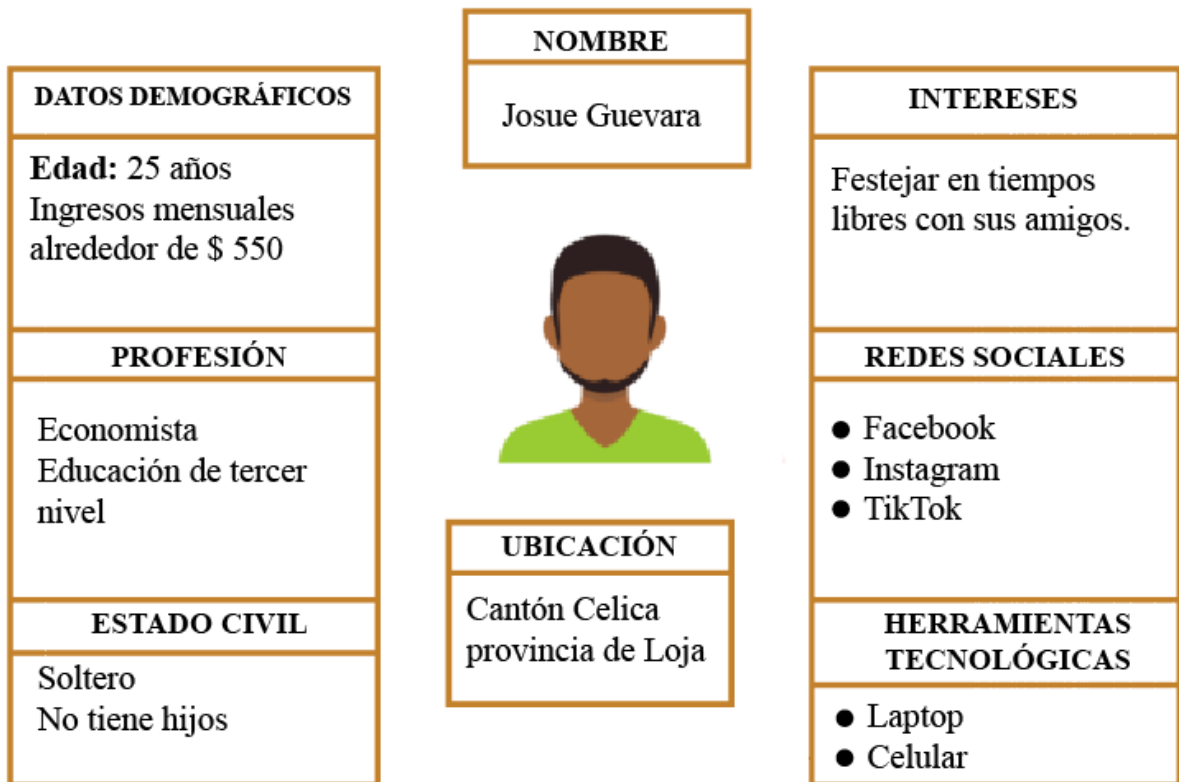 NOMBRE
Josue Guevara
DATOS DEMOGRÁFICOS
Edad: 25 años
Ingresos mensuales
alrededor de $ 550
PROFESIÓN
Economista
Educación de tercer
nivel
ESTADO CIVIL
Soltero
No tiene hijos
UBICACIÓN
Cantón Celica
provincia de Loja
INTERESES
Festejar en tiempos
libres con sus amigos.
REDES SOCIALES
● Facebook
● Instagram
● TikTok
HERRAMIENTAS
TECNOLÓGICAS
● Laptop
● Celular